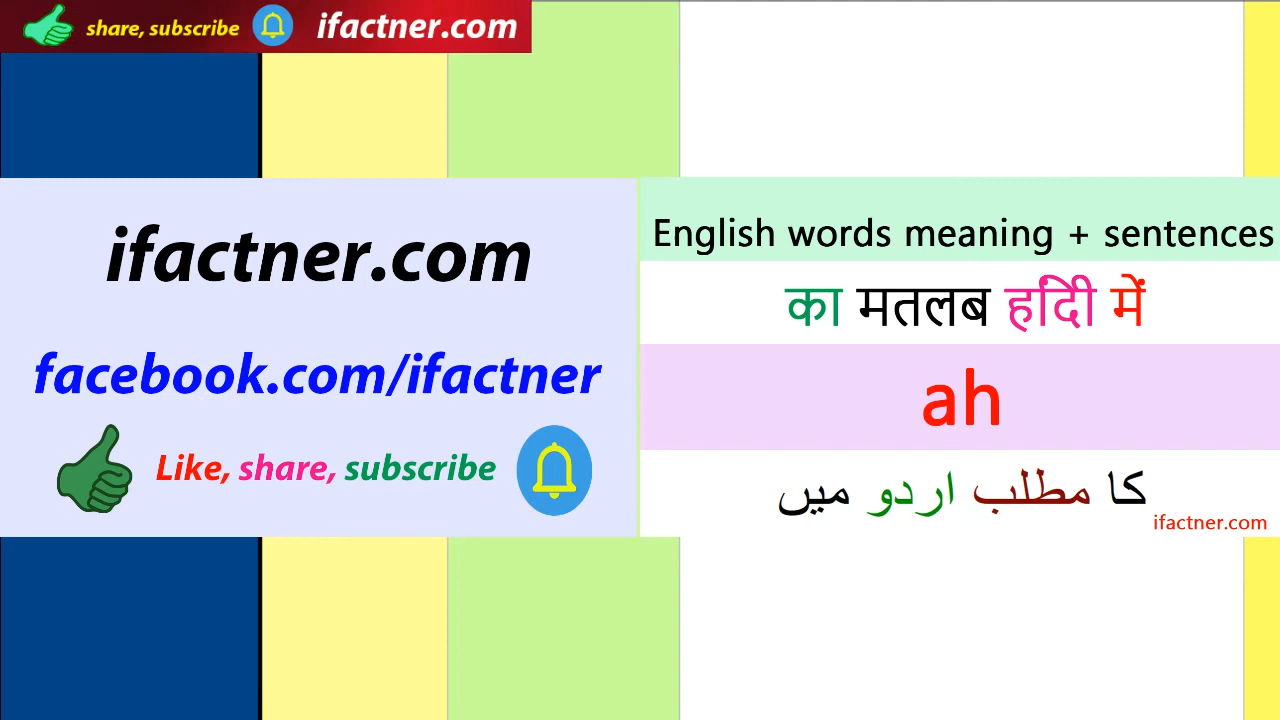 share, subscribe ifactner.com
ifactner.com
facebook.com/ifactner
Like, share, subscribe
English words meaning + sentences
का मतलब हिंदी में
ah
کا مطلب اردو میں
ifactner.com